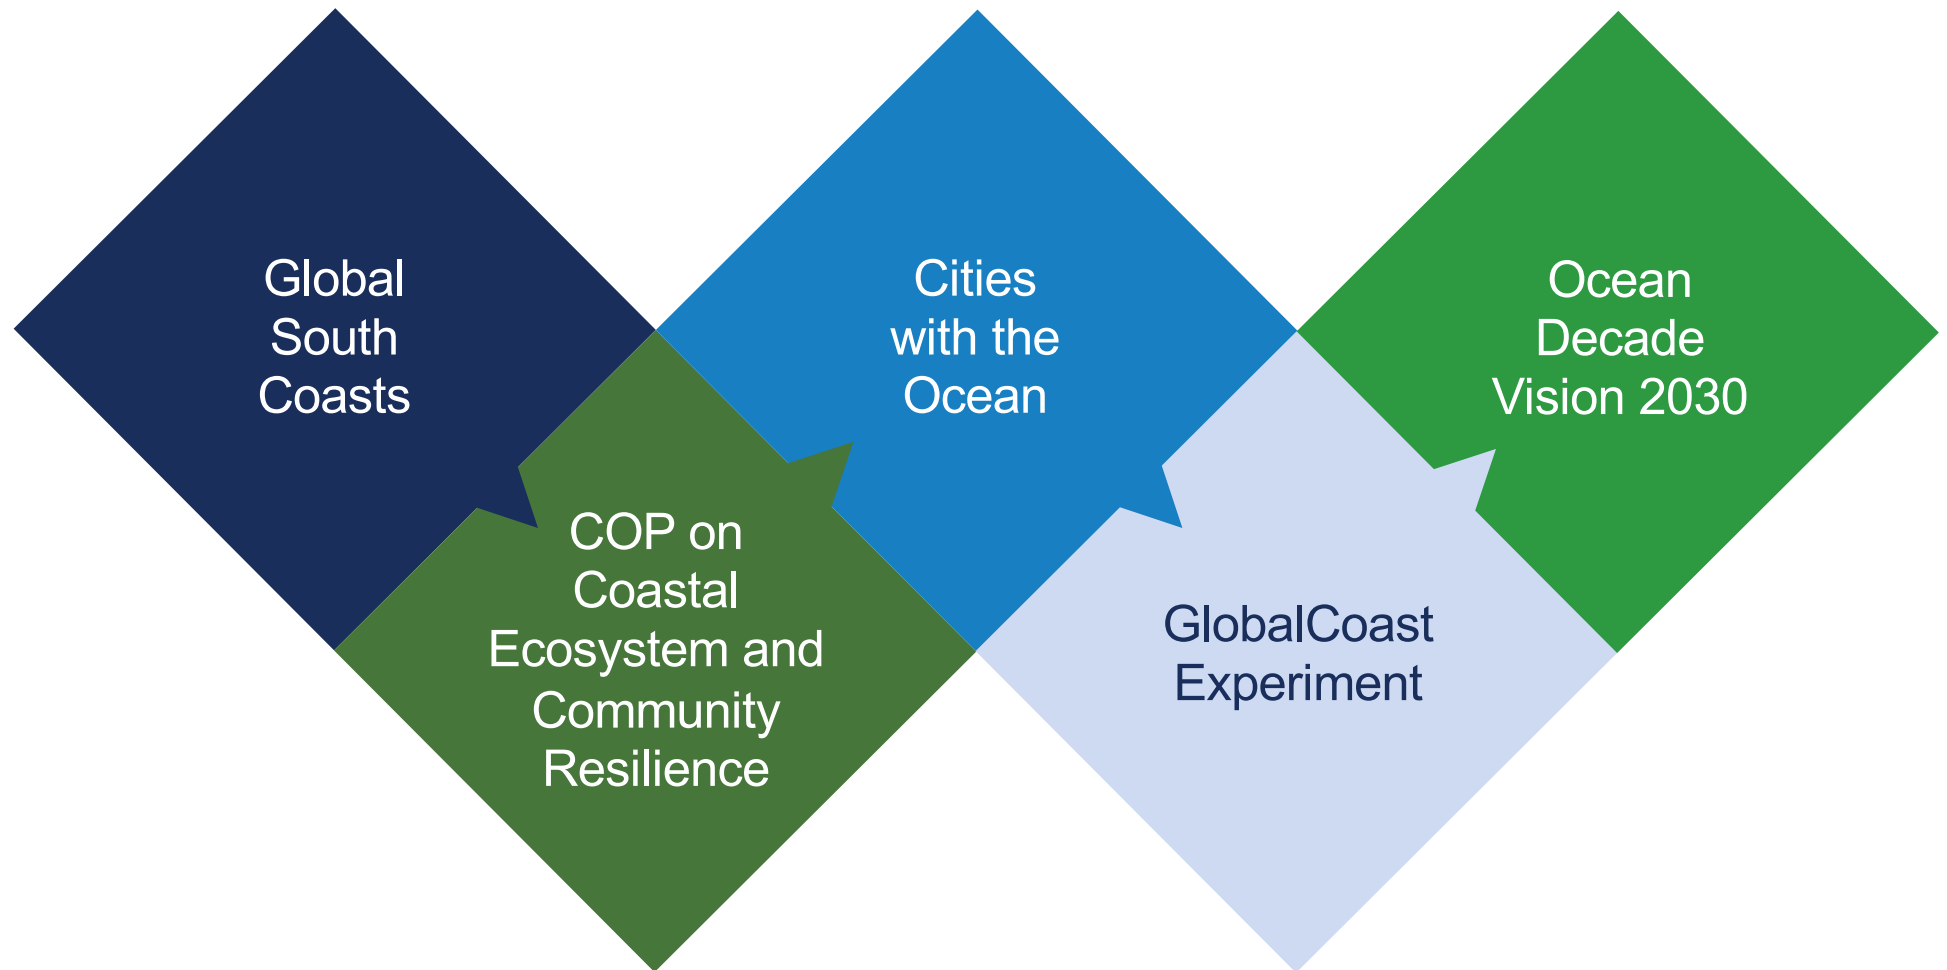 Global
South
Coasts
COP on
Coastal
Ecosystem and
Community
Resilience
Cities
with the
Ocean
GlobalCoast
Experiment
Ocean
Decade
Vision 2030